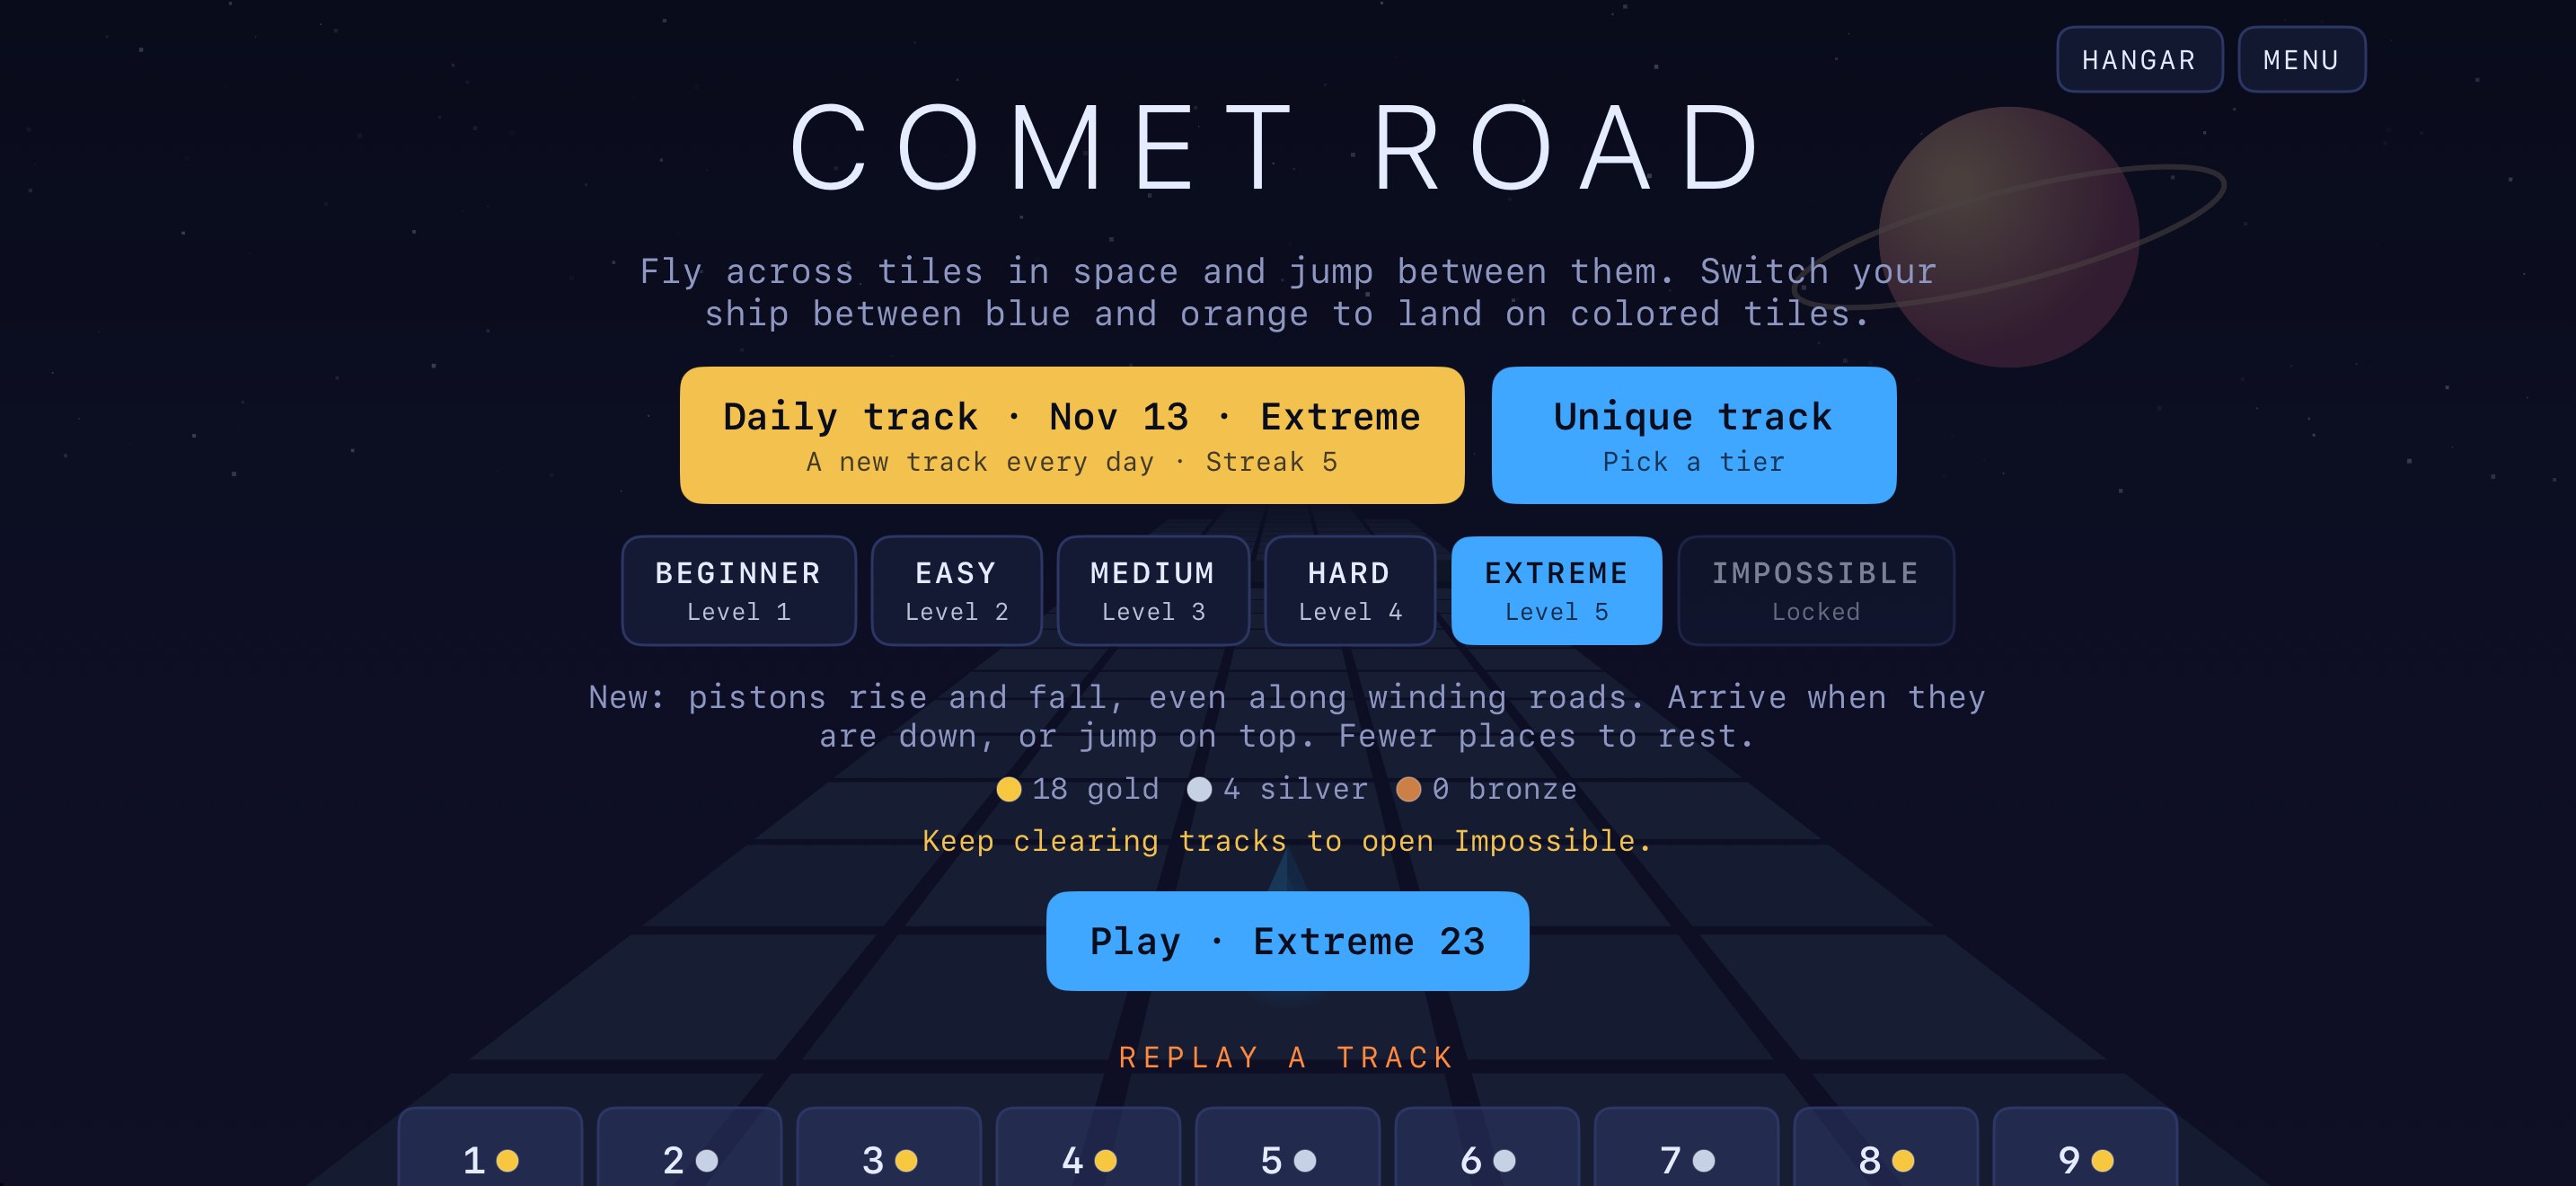 HANGAR MENU
COMET ROAD
Fly across tiles in space and jump between them. Switch your
ship between blue and orange to land on colored tiles.
Daily track · Nov 13 · Extreme
A new track every day · Streak 5
Unique track
Pick a tier
BEGINNER
Level 1
EASY
Level 2
MEDIUM
Level 3
HARD
Level 4
EXTREME
Level 5
IMPOSSIBLE
Locked
New: pistons rise and fall, even along winding roads. Arrive when they
are down, or jump on top. Fewer places to rest.
18 gold 4 silver 0 bronze
Keep clearing tracks to open Impossible.
Play · Extreme 23
REPLAY A TRACK
1 2 3 4 5 6 7 8 9